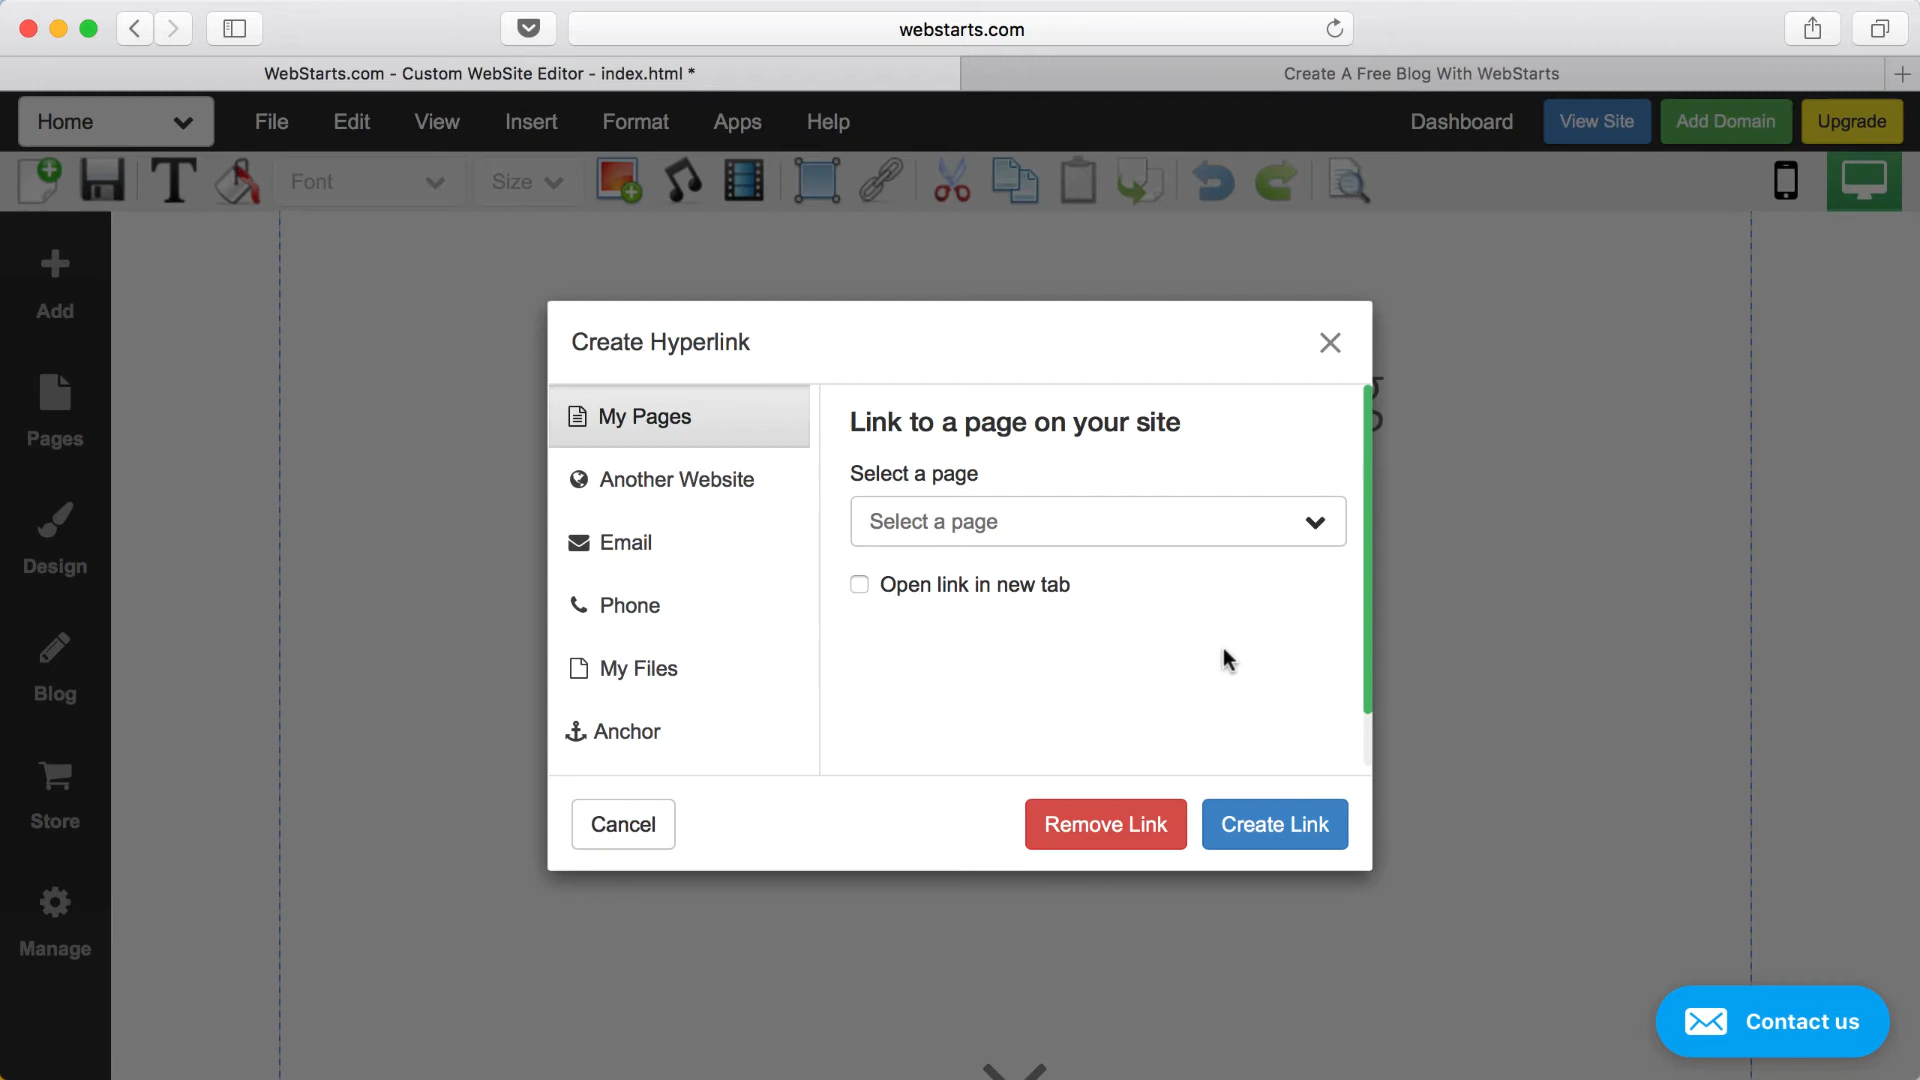 webstarts.com
WebStarts.com - Custom WebSite Editor - index.html *
Create A Free Blog With WebStarts
Home
File
Edit
View
Insert
Format
Apps
Help
Dashboard
View Site
Add Domain
Upgrade
Font
Size
Add
Pages
Design
Blog
Store
Manage
Create Hyperlink
My Pages
Another Website
Email
Phone
My Files
Anchor
Link to a page on your site
Select a page
Select a page
Open link in new tab
Cancel
Remove Link
Create Link
Contact us